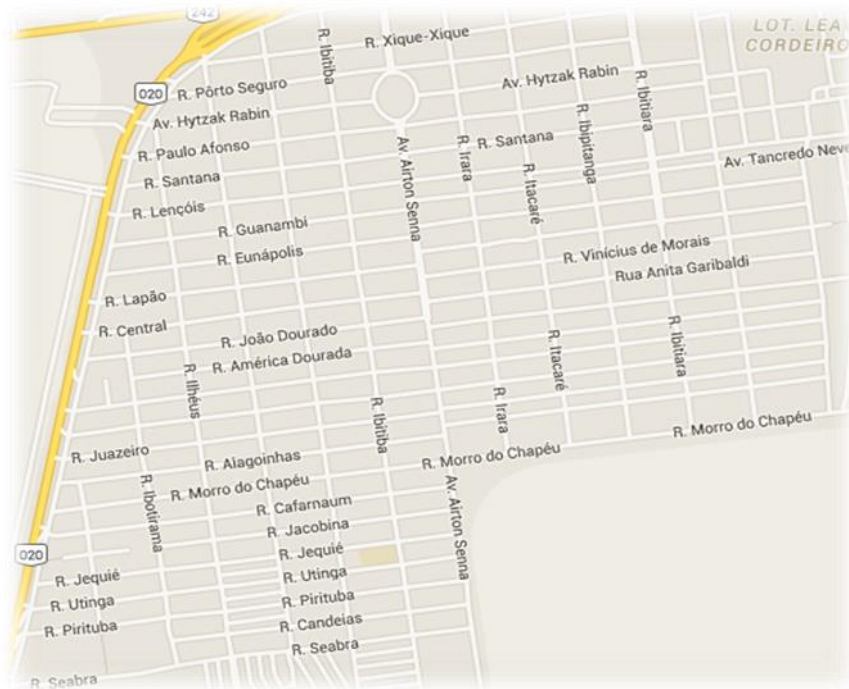 242
R. Ibitiba
R. Xique-Xique
LOT. LEA
CORDEIRO
020
R. Pôrto Seguro
Av. Hytzak Rabin
R. Ibitiara
Av. Hytzak Rabin
R. Ibipitanga
R. Paulo Afonso
Av. Airton Senna
R. Irara
R. Santana
Av. Tancredo Neve
R. Santana
R. Itacaré
R. Lençóis
R. Guanambi
R. Eunápolis
R. Vinícius de Morais
Rua Anita Garibaldi
R. Lapão
R. Central
R. João Dourado
R. América Dourada
R. Ilhéus
R. Itacaré
R. Ibitiara
R. Ibitiba
R. Irara
R. Morro do Chapéu
R. Juazeiro
R. Alagoinhas
R. Morro do Chapéu
R. Morro do Chapéu
R. Ibotirama
R. Cafarnaum
Av. Airton Senna
R. Jacobina
020
R. Jequié
R. Jequié
R. Utinga
R. Utinga
R. Pirituba
R. Pirituba
R. Candeias
R. Seabra
R. Seabra